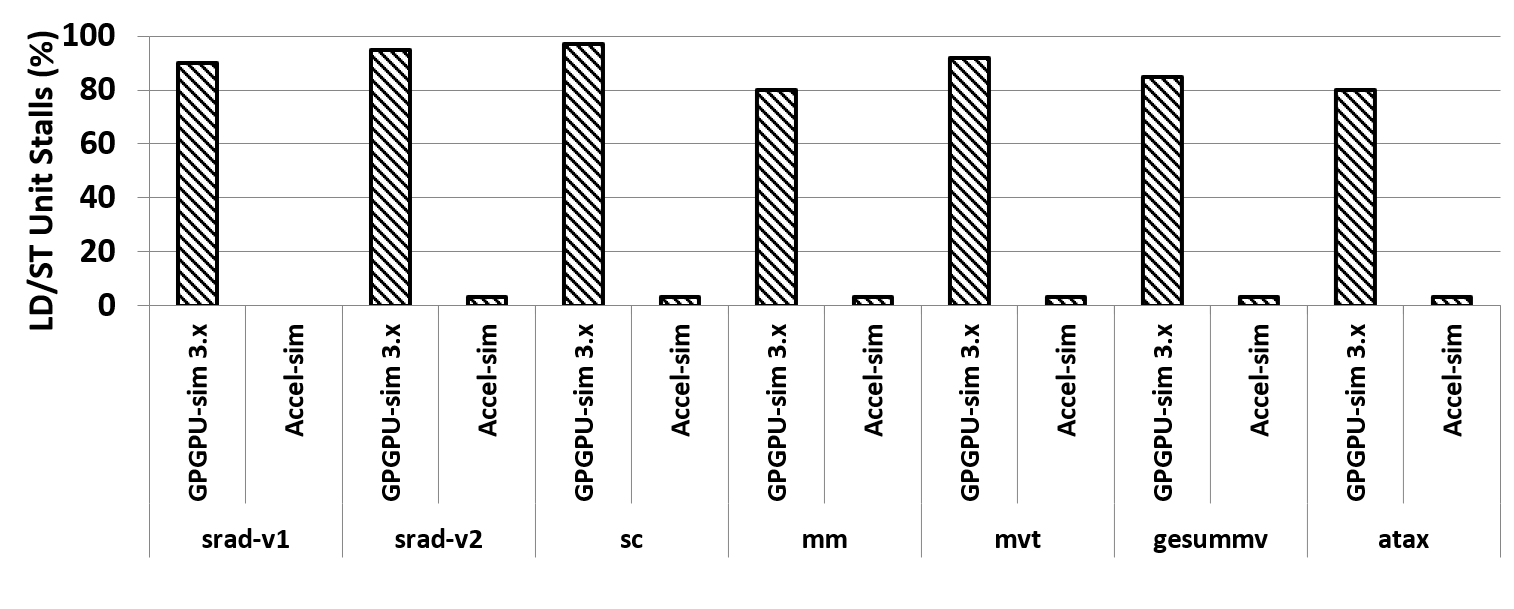 LD/ST Unit Stalls (%)
100
80
60
40
20
0
GPGPU-sim 3.x
Accel-sim
GPGPU-sim 3.x
Accel-sim
GPGPU-sim 3.x
Accel-sim
GPGPU-sim 3.x
Accel-sim
GPGPU-sim 3.x
Accel-sim
GPGPU-sim 3.x
Accel-sim
GPGPU-sim 3.x
Accel-sim
srad-v1
srad-v2
sc
mm
mvt
gesummv
atax